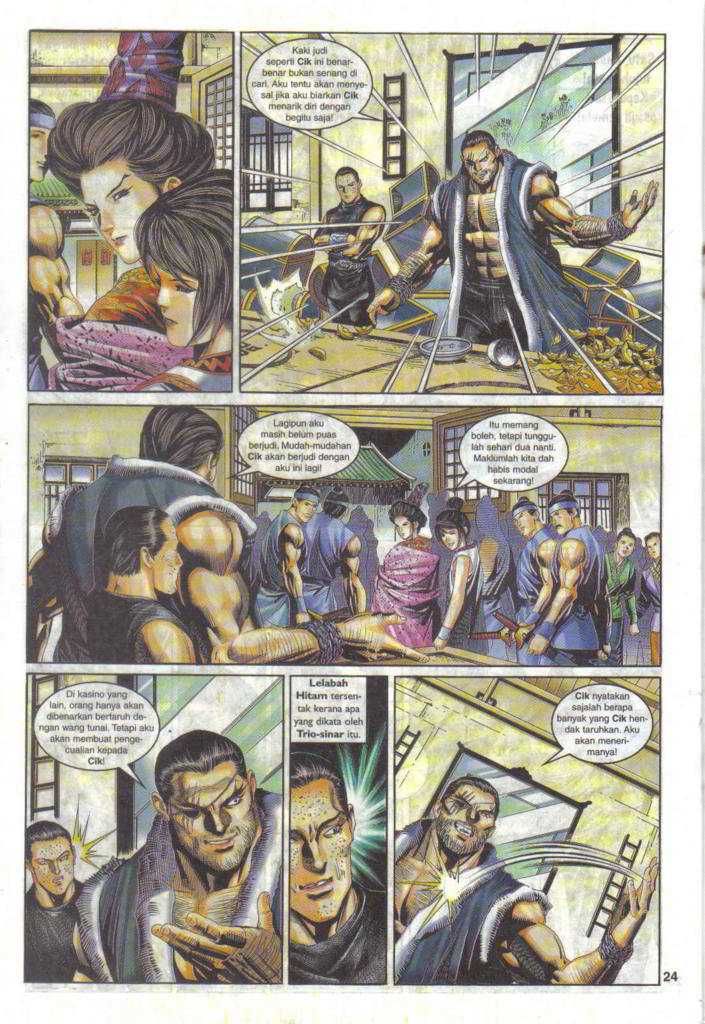 Kaki judi
seperti Cik ini benar-
benar bukan senang di
cari. Aku tentu akan menye-
sal jika aku biarkan Cik
menarik diri dengan
begitu saja!
Lagipun aku
masih belum puas
berjudi. Mudah-mudahan
Cik akan berjudi dengan
aku ini lagi!
Itu memang
boleh, tetapi tunggu-
lah sehari dua nanti.
Maklumlah kita dah
habis modal
sekarang!
Di kasino yang
lain, orang hanya akan
dibenarkan bertaruh de-
ngan wang tunai. Tetapi aku
akan membuat penge-
cualian kepada
Cik!
Lelabah
Hitam tersen-
tak kerana apa
yang dikata oleh
Trio-sinar itu.
Cik nyatakan
sajalah berapa
banyak yang Cik hen-
dak taruhkan. Aku
akan meneri-
manya!
24